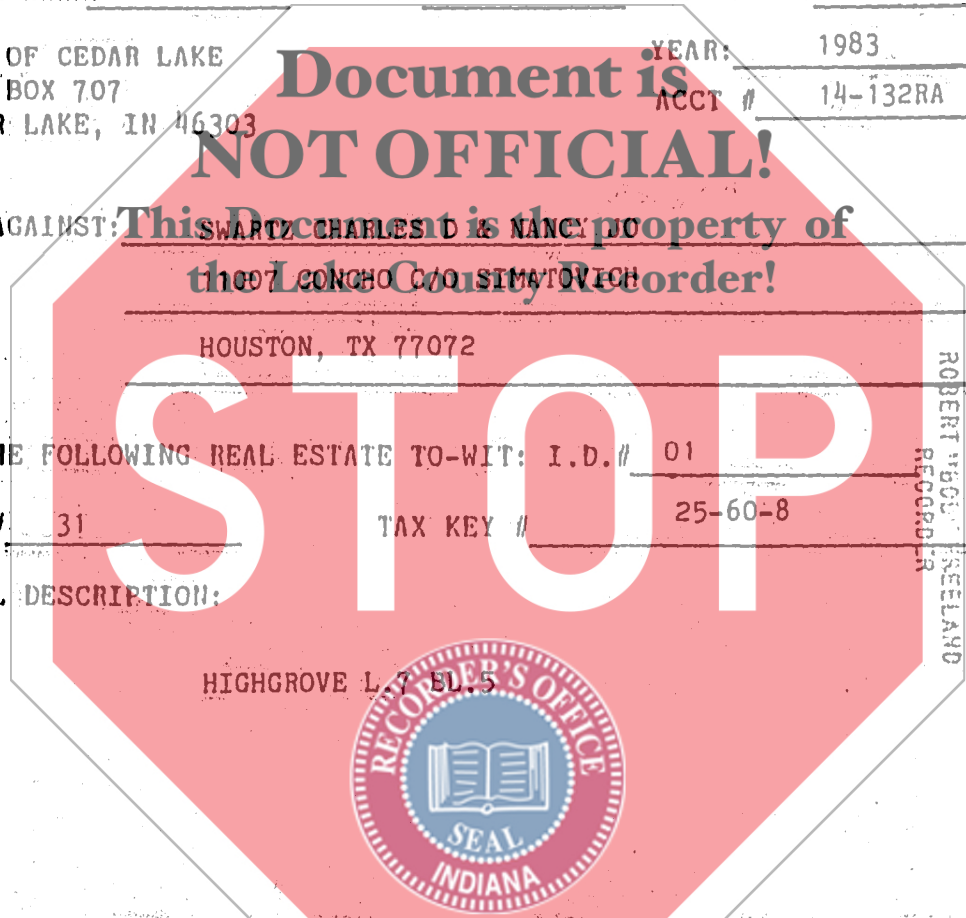 OF CEDAR LAKE YEAR: 1983
BOX 707 ACCT # 14-132RA
LAKE, IN 46303
Document is
NOT OFFICIAL!
This Document is the property of
the Lake County Recorder!
AGAINST: SWARTZ CHARLES D & NANCY JO
11007 CONCHO C/O SIMATOVICH
HOUSTON, TX 77072
STOP
E FOLLOWING REAL ESTATE TO-WIT: I.D.# 01
31 TAX KEY # 25-60-8
DESCRIPTION:
HIGHGROVE L.7 BL.5
RECORDER'S OFFICE
SEAL
INDIANA
ROBERT "BOB" FREELAND
RECORDER